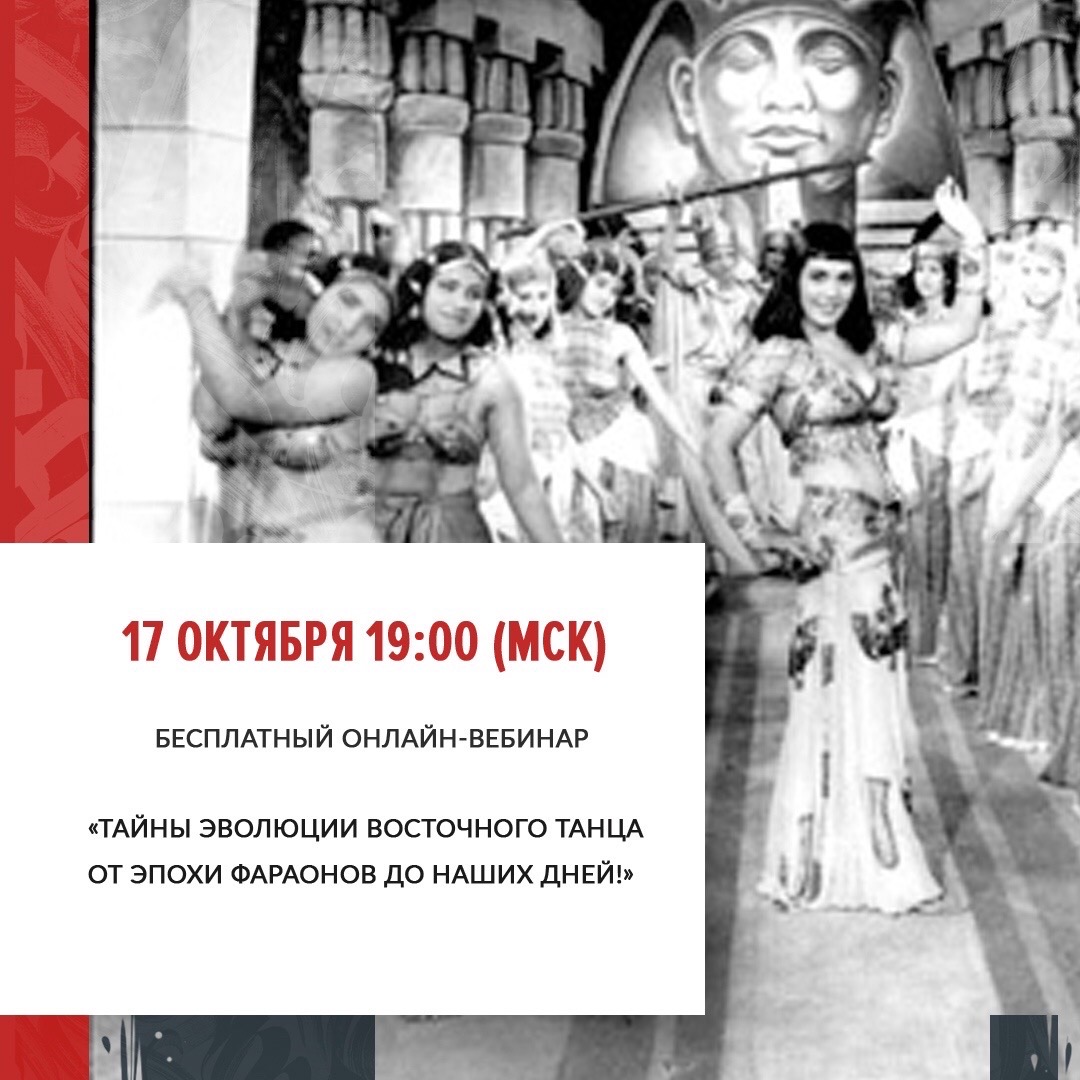 17 ОКТЯБРЯ 19:00 (МСК)
БЕСПЛАТНЫЙ ОНЛАЙН-ВЕБИНАР
«ТАЙНЫ ЭВОЛЮЦИИ ВОСТОЧНОГО ТАНЦА
ОТ ЭПОХИ ФАРАОНОВ ДО НАШИХ ДНЕЙ!»